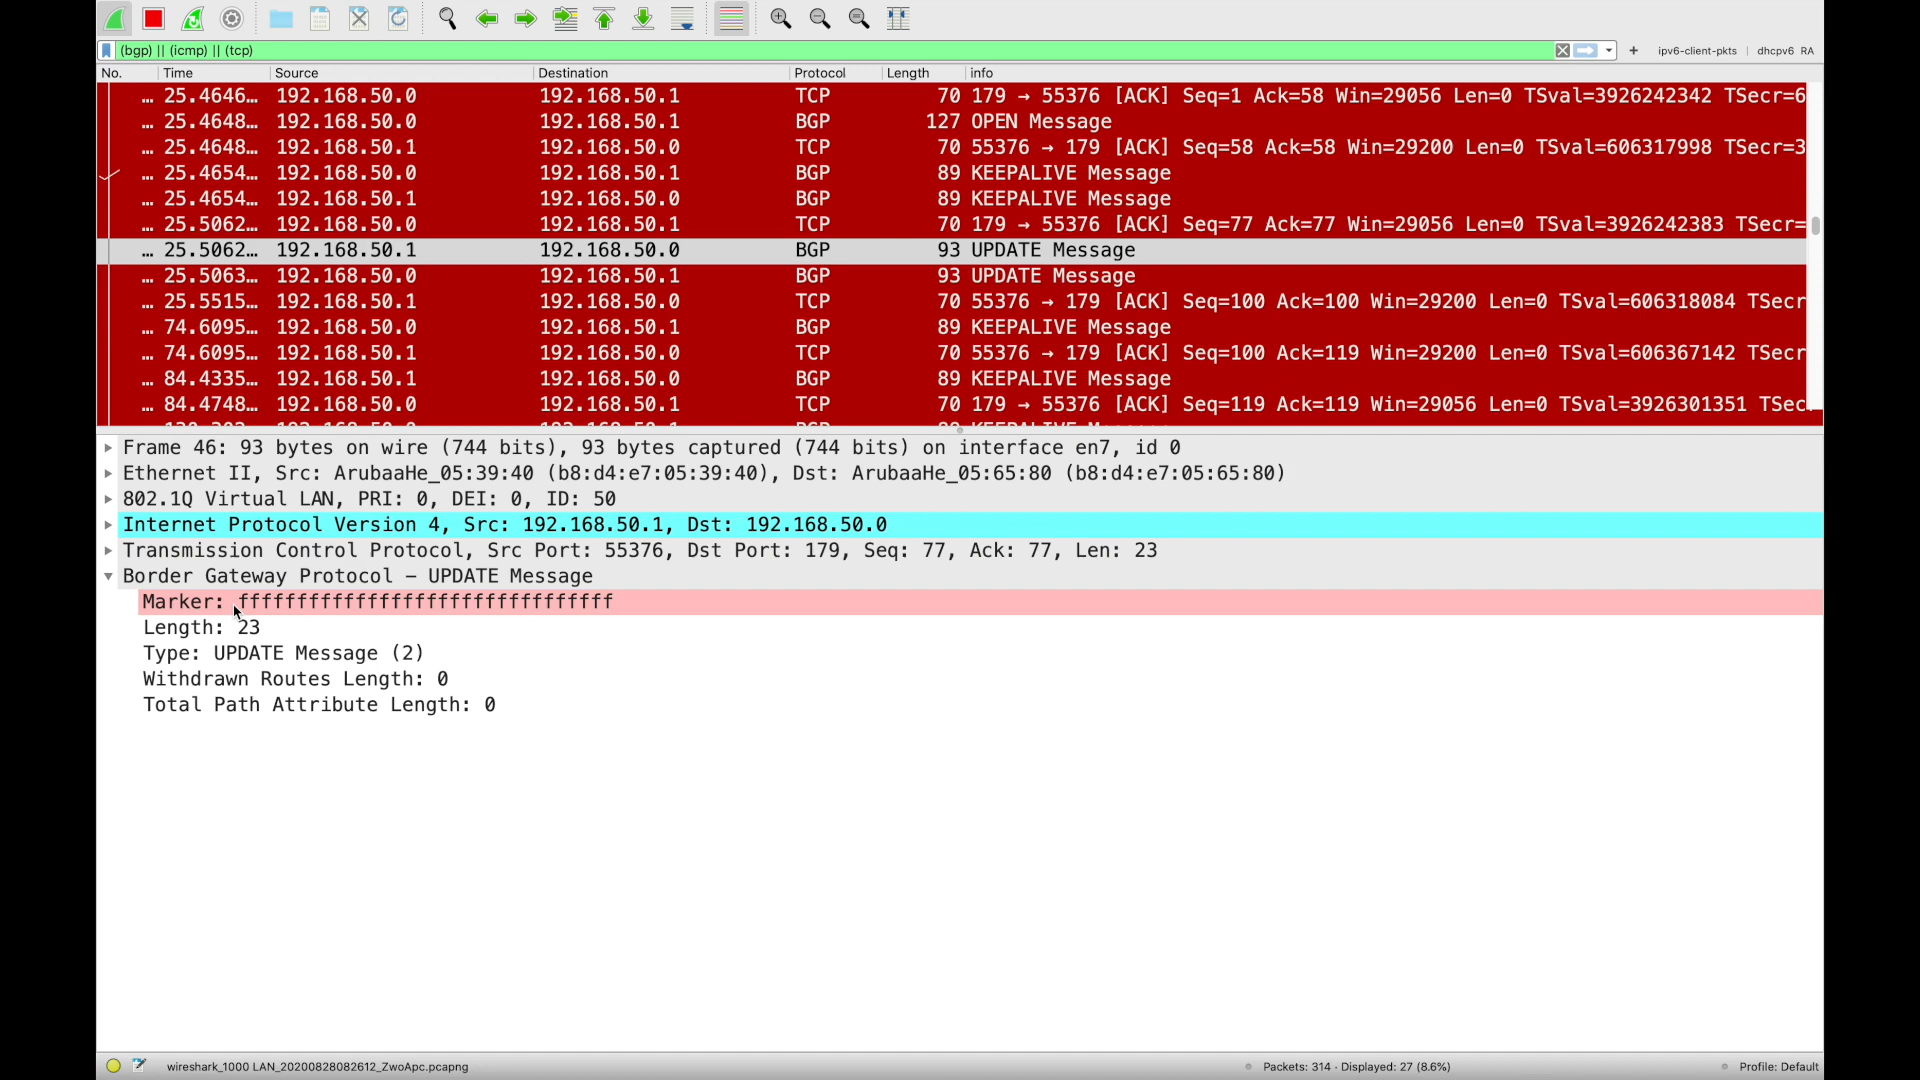 (bgp) || (icmp) || (tcp)
+ ipv6-client-pkts | dhcpv6 RA
No. Time Source Destination Protocol Length info
… 25.4646… 192.168.50.0 192.168.50.1 TCP 70 179 → 55376 [ACK] Seq=1 Ack=58 Win=29056 Len=0 TSval=3926242342 TSecr=6
… 25.4648… 192.168.50.0 192.168.50.1 BGP 127 OPEN Message
… 25.4648… 192.168.50.1 192.168.50.0 TCP 70 55376 → 179 [ACK] Seq=58 Ack=58 Win=29200 Len=0 TSval=606317998 TSecr=3
… 25.4654… 192.168.50.0 192.168.50.1 BGP 89 KEEPALIVE Message
… 25.4654… 192.168.50.1 192.168.50.0 BGP 89 KEEPALIVE Message
… 25.5062… 192.168.50.0 192.168.50.1 TCP 70 179 → 55376 [ACK] Seq=77 Ack=77 Win=29056 Len=0 TSval=3926242383 TSecr=
… 25.5062… 192.168.50.1 192.168.50.0 BGP 93 UPDATE Message
… 25.5063… 192.168.50.0 192.168.50.1 BGP 93 UPDATE Message
… 25.5515… 192.168.50.1 192.168.50.0 TCP 70 55376 → 179 [ACK] Seq=100 Ack=100 Win=29200 Len=0 TSval=606318084 TSecr
… 74.6095… 192.168.50.0 192.168.50.1 BGP 89 KEEPALIVE Message
… 74.6095… 192.168.50.1 192.168.50.0 TCP 70 55376 → 179 [ACK] Seq=100 Ack=119 Win=29200 Len=0 TSval=606367142 TSecr
… 84.4335… 192.168.50.1 192.168.50.0 BGP 89 KEEPALIVE Message
… 84.4748… 192.168.50.0 192.168.50.1 TCP 70 179 → 55376 [ACK] Seq=119 Ack=119 Win=29056 Len=0 TSval=3926301351 TSec
Frame 46: 93 bytes on wire (744 bits), 93 bytes captured (744 bits) on interface en7, id 0
Ethernet II, Src: ArubaaHe_05:39:40 (b8:d4:e7:05:39:40), Dst: ArubaaHe_05:65:80 (b8:d4:e7:05:65:80)
802.1Q Virtual LAN, PRI: 0, DEI: 0, ID: 50
Internet Protocol Version 4, Src: 192.168.50.1, Dst: 192.168.50.0
Transmission Control Protocol, Src Port: 55376, Dst Port: 179, Seq: 77, Ack: 77, Len: 23
Border Gateway Protocol – UPDATE Message
Marker: ffffffffffffffffffffffffffffffff
Length: 23
Type: UPDATE Message (2)
Withdrawn Routes Length: 0
Total Path Attribute Length: 0
wireshark_1000 LAN_20200828082612_ZwoApc.pcapng Packets: 314 · Displayed: 27 (8.6%) Profile: Default